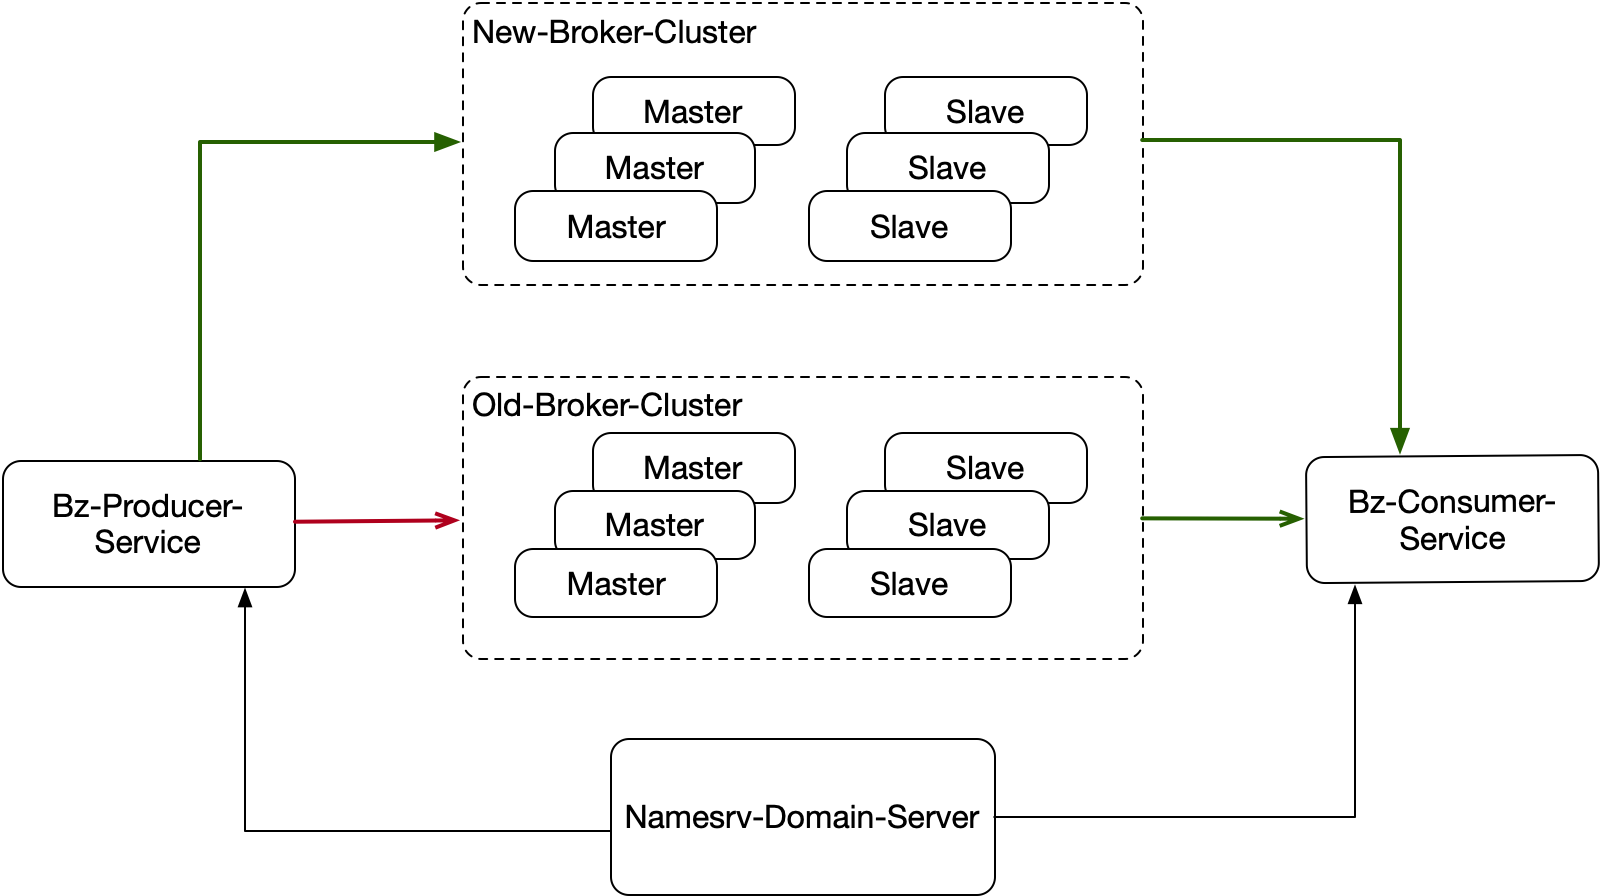 New-Broker-Cluster
Master
Slave
Master
Slave
Master
Slave
Old-Broker-Cluster
Master
Slave
Master
Slave
Master
Slave
Bz-Producer-
Service
Bz-Consumer-
Service
Namesrv-Domain-Server